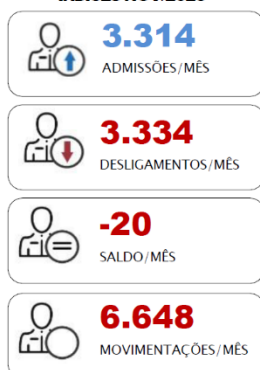 3.314
ADMISSÕES/MÊS
3.334
DESLIGAMENTOS/MÊS
-20
SALDO/MÊS
6.648
MOVIMENTAÇÕES/MÊS